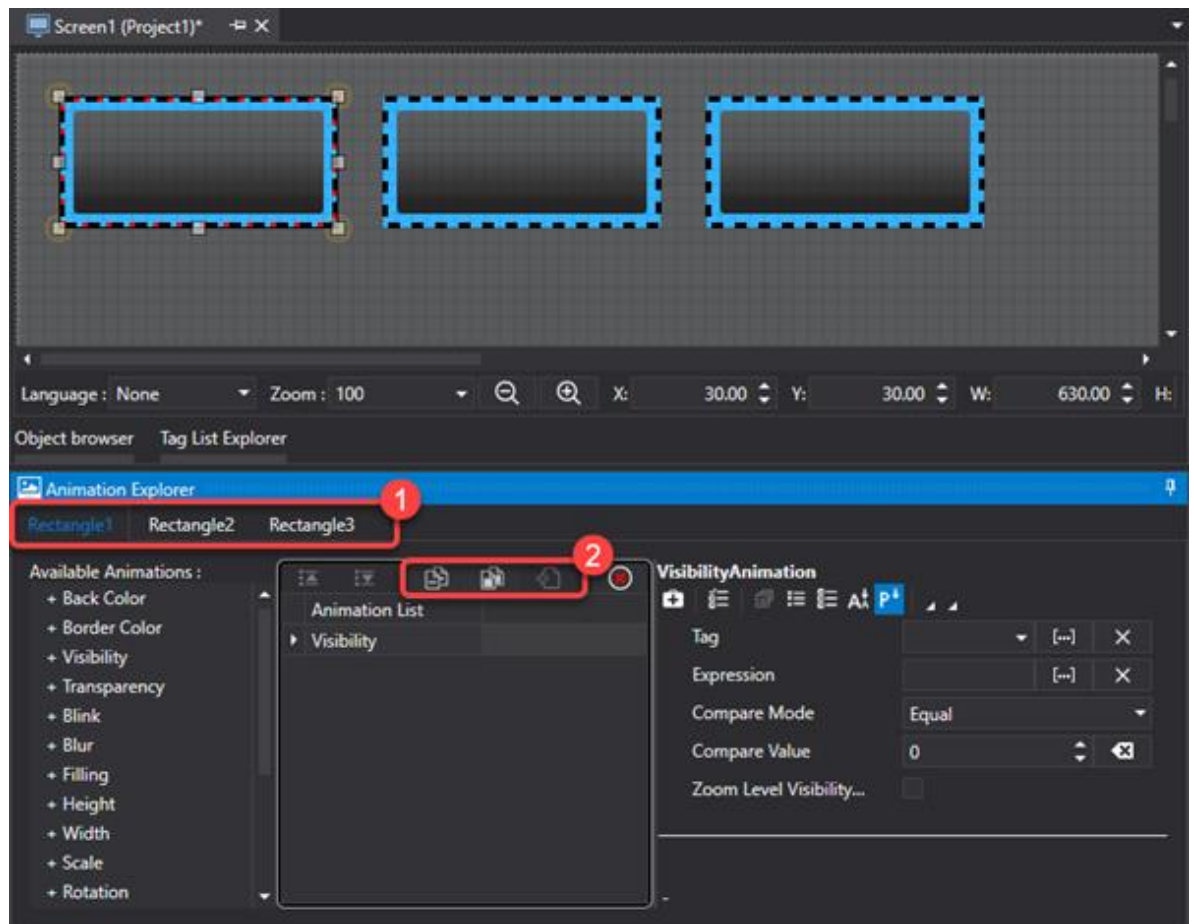 Screen1 (Project1)*
Language : None Zoom : 100 X: 30.00 Y: 30.00 W: 630.00 H:
Object browser Tag List Explorer
Animation Explorer
1
Rectangle1 Rectangle2 Rectangle3
2
Available Animations :
+ Back Color
+ Border Color
+ Visibility
+ Transparency
+ Blink
+ Blur
+ Filling
+ Height
+ Width
+ Scale
+ Rotation
Animation List
Visibility
VisibilityAnimation
Tag [...]
Expression [...]
Compare Mode Equal
Compare Value 0
Zoom Level Visibility...
-